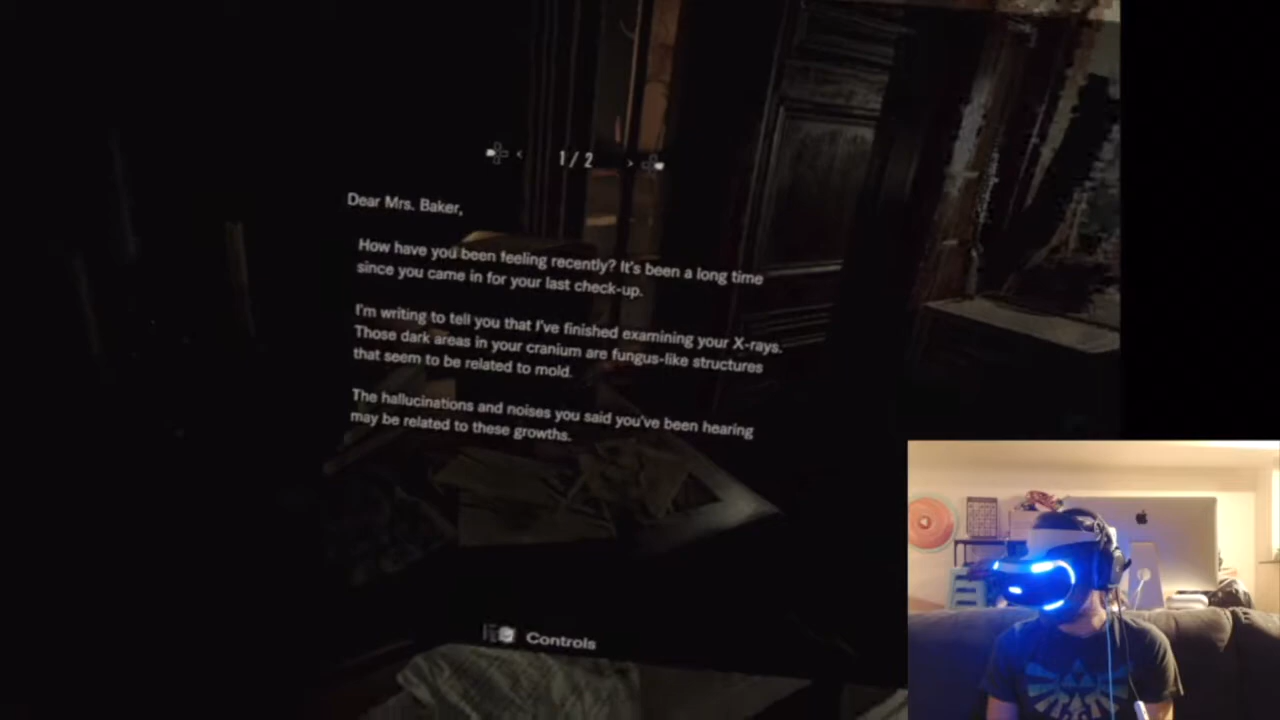 1 / 2
Dear Mrs. Baker,
How have you been feeling recently? It's been a long time
since you came in for your last check-up.
I'm writing to tell you that I've finished examining your X-rays.
Those dark areas in your cranium are fungus-like structures
that seem to be related to mold.
The hallucinations and noises you said you've been hearing
may be related to these growths.
Controls